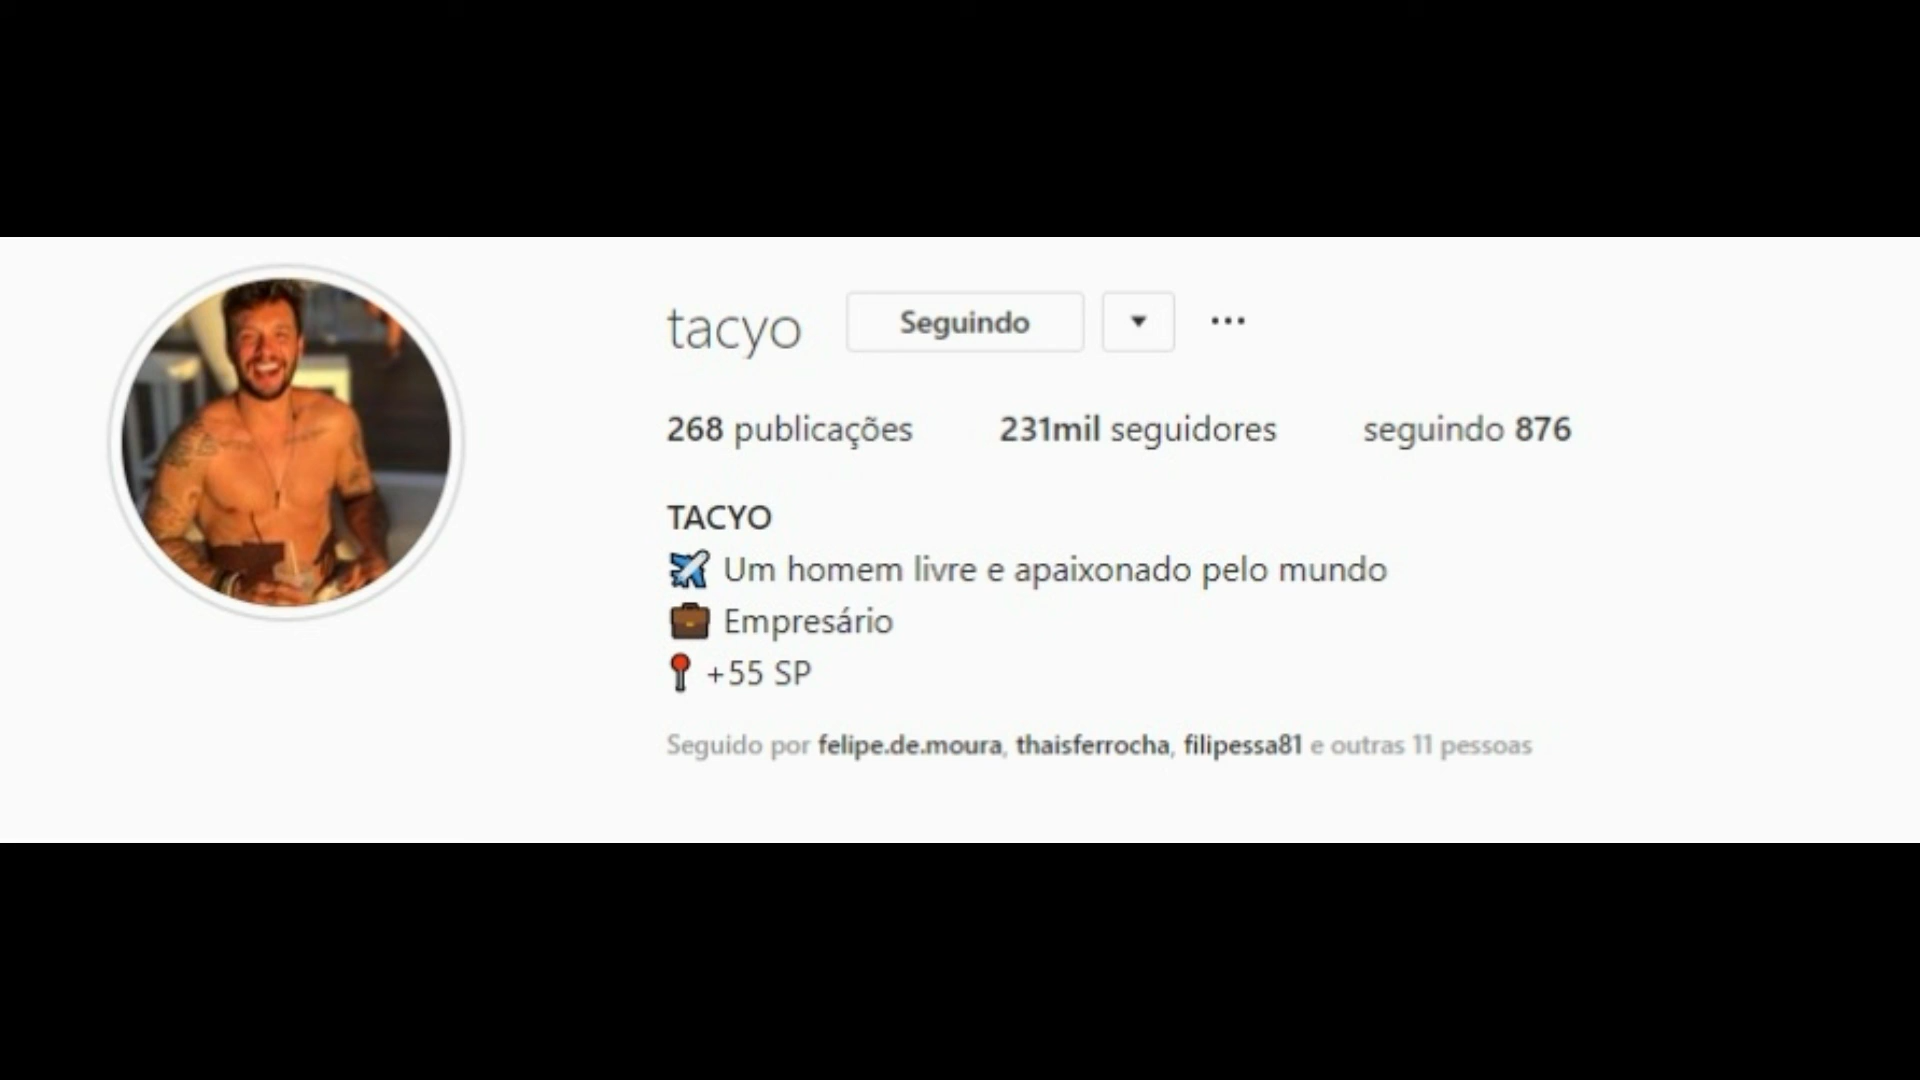 tacyo Seguindo
268 publicações 231mil seguidores seguindo 876
TACYO
Um homem livre e apaixonado pelo mundo
Empresário
+55 SP
Seguido por felipe.de.moura, thaisferrocha, filipessa81 e outras 11 pessoas